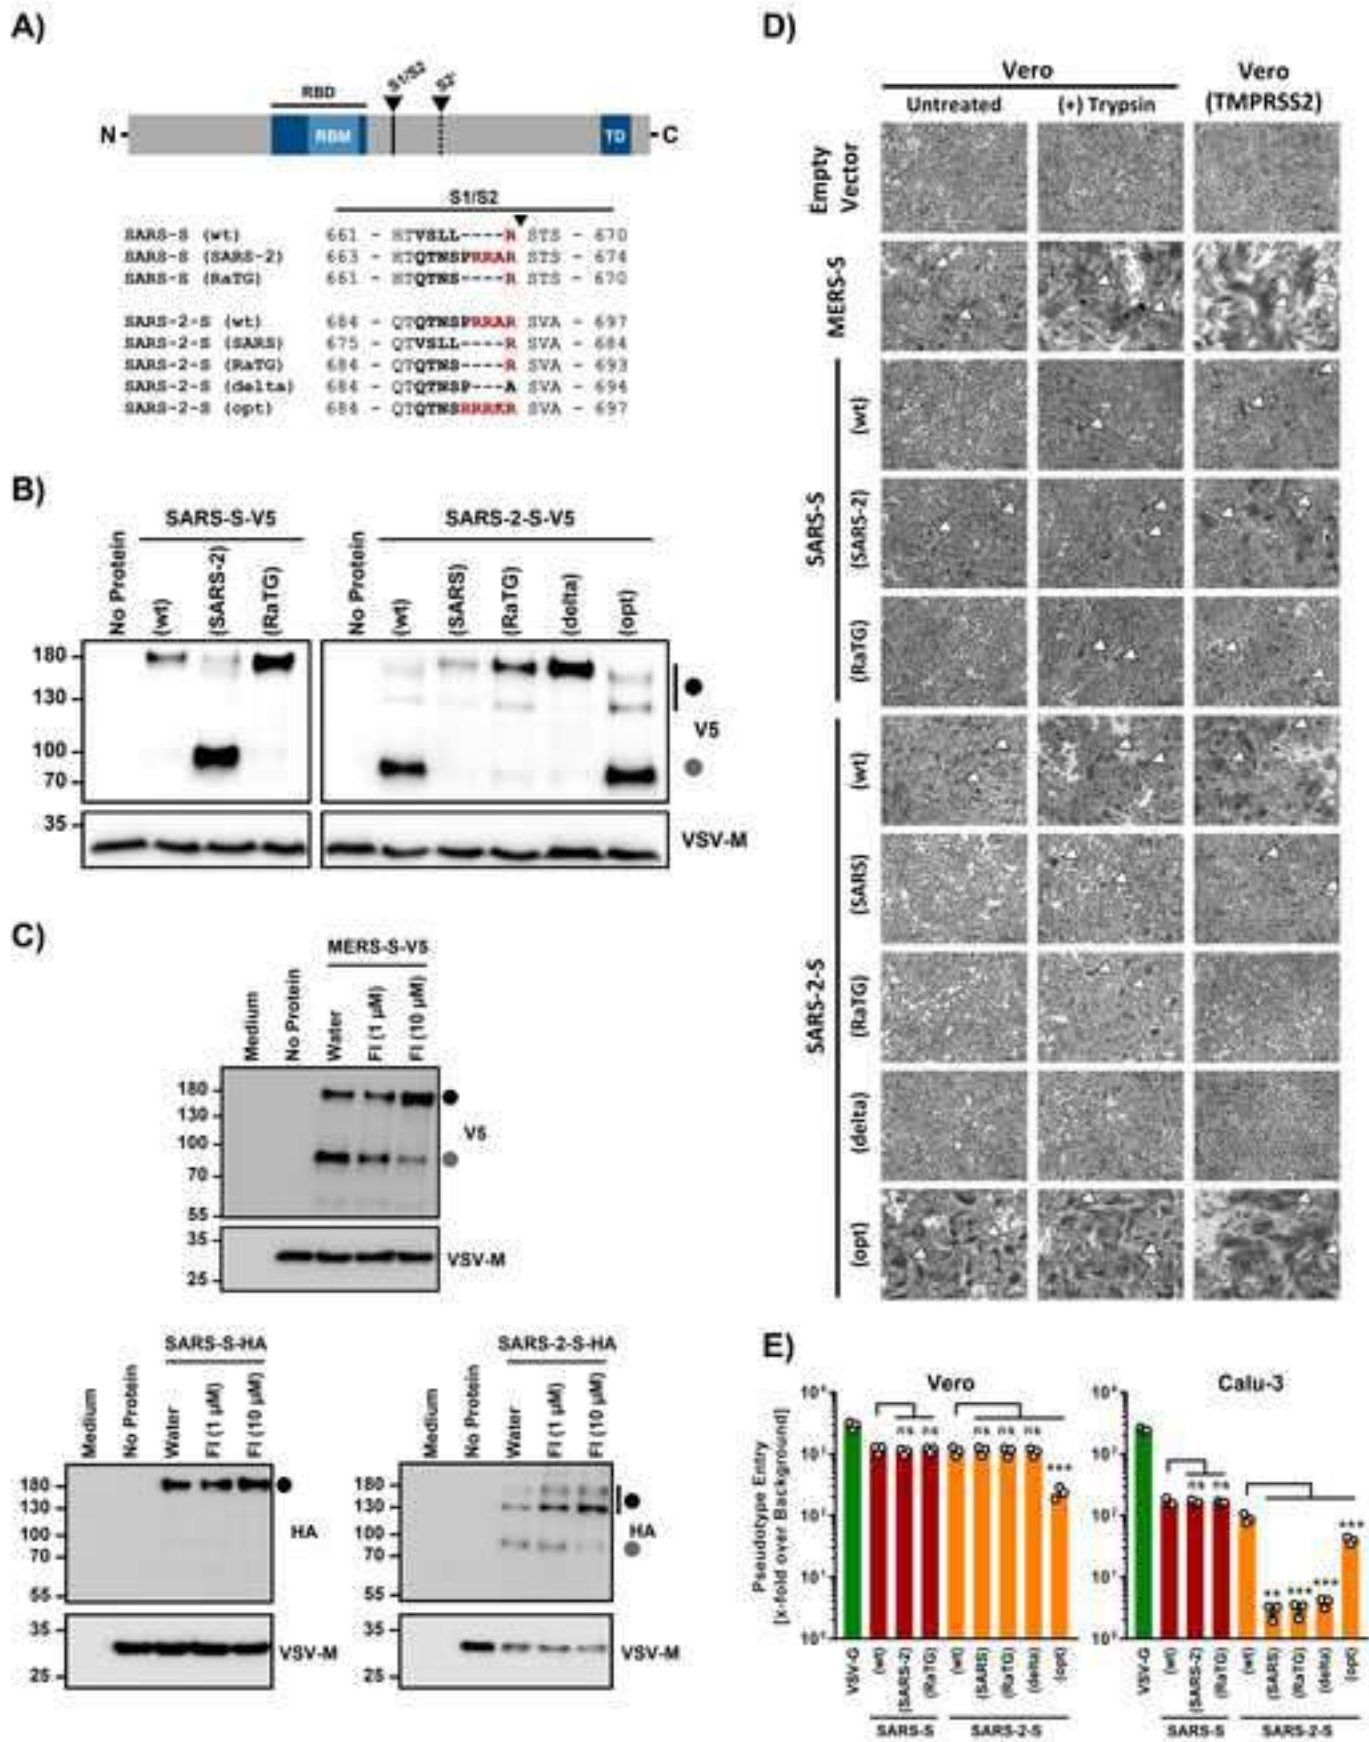 A)
RBD
S1/S2
S2'
N
RBM
TD
C
S1/S2
SARS-S (wt) 661 - HTVSLL----R STS - 670
SARS-S (SARS-2) 663 - HTQTNSPRRAR STS - 674
SARS-S (RaTG) 661 - HTQTNS----R STS - 670
SARS-2-S (wt) 684 - QTQTNSPRRAR SVA - 697
SARS-2-S (SARS) 675 - QTVSLL----R SVA - 684
SARS-2-S (RaTG) 684 - QTQTNS----R SVA - 693
SARS-2-S (delta) 684 - QTQTNSP---A SVA - 694
SARS-2-S (opt) 684 - QTQTNSRRRKR SVA - 697
B)
SARS-S-V5
SARS-2-S-V5
No Protein
(wt)
(SARS-2)
(RaTG)
No Protein
(wt)
(SARS)
(RaTG)
(delta)
(opt)
180
130
100
70
V5
35
VSV-M
C)
MERS-S-V5
Medium
No Protein
Water
FI (1 µM)
FI (10 µM)
180
130
100
70
55
V5
35
25
VSV-M
SARS-S-HA
Medium
No Protein
Water
FI (1 µM)
FI (10 µM)
180
130
100
70
55
HA
35
25
VSV-M
SARS-2-S-HA
Medium
No Protein
Water
FI (1 µM)
FI (10 µM)
180
130
100
70
55
HA
35
25
VSV-M
D)
Vero
Vero
(TMPRSS2)
Untreated
(+) Trypsin
Empty
Vector
MERS-S
SARS-S
(wt)
(SARS-2)
(RaTG)
SARS-2-S
(wt)
(SARS)
(RaTG)
(delta)
(opt)
E)
Vero
Pseudotype Entry
[x-fold over Background]
10⁴
10³
10²
10¹
10⁰
ns
ns
ns
ns
ns
***
VSV-G
(wt)
(SARS-2)
(RaTG)
(wt)
(SARS)
(RaTG)
(delta)
(opt)
SARS-S
SARS-2-S
Calu-3
10⁴
10³
10²
10¹
10⁰
ns
ns
**
***
***
***
VSV-G
(wt)
(SARS-2)
(RaTG)
(wt)
(SARS)
(RaTG)
(delta)
(opt)
SARS-S
SARS-2-S